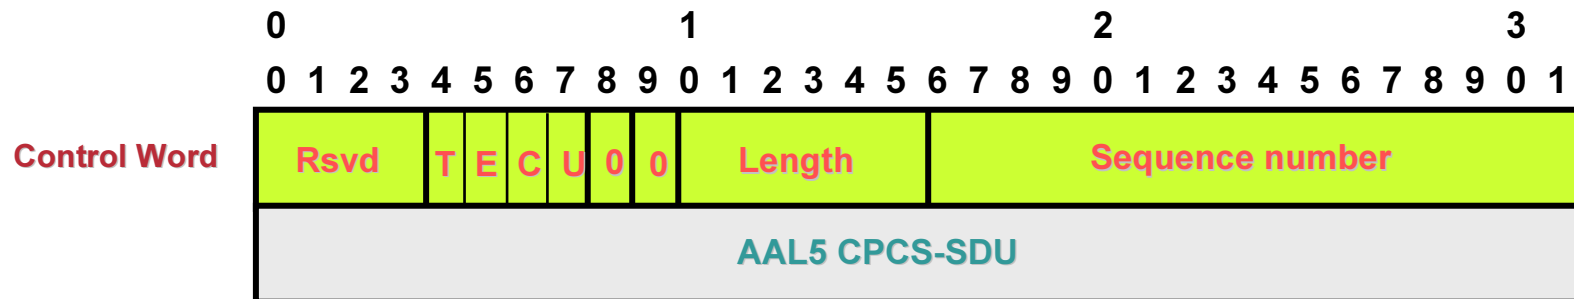 0 1 2 3
0 1 2 3 4 5 6 7 8 9 0 1 2 3 4 5 6 7 8 9 0 1 2 3 4 5 6 7 8 9 0 1
Control Word Rsvd T E C U 0 0 Length Sequence number
AAL5 CPCS-SDU